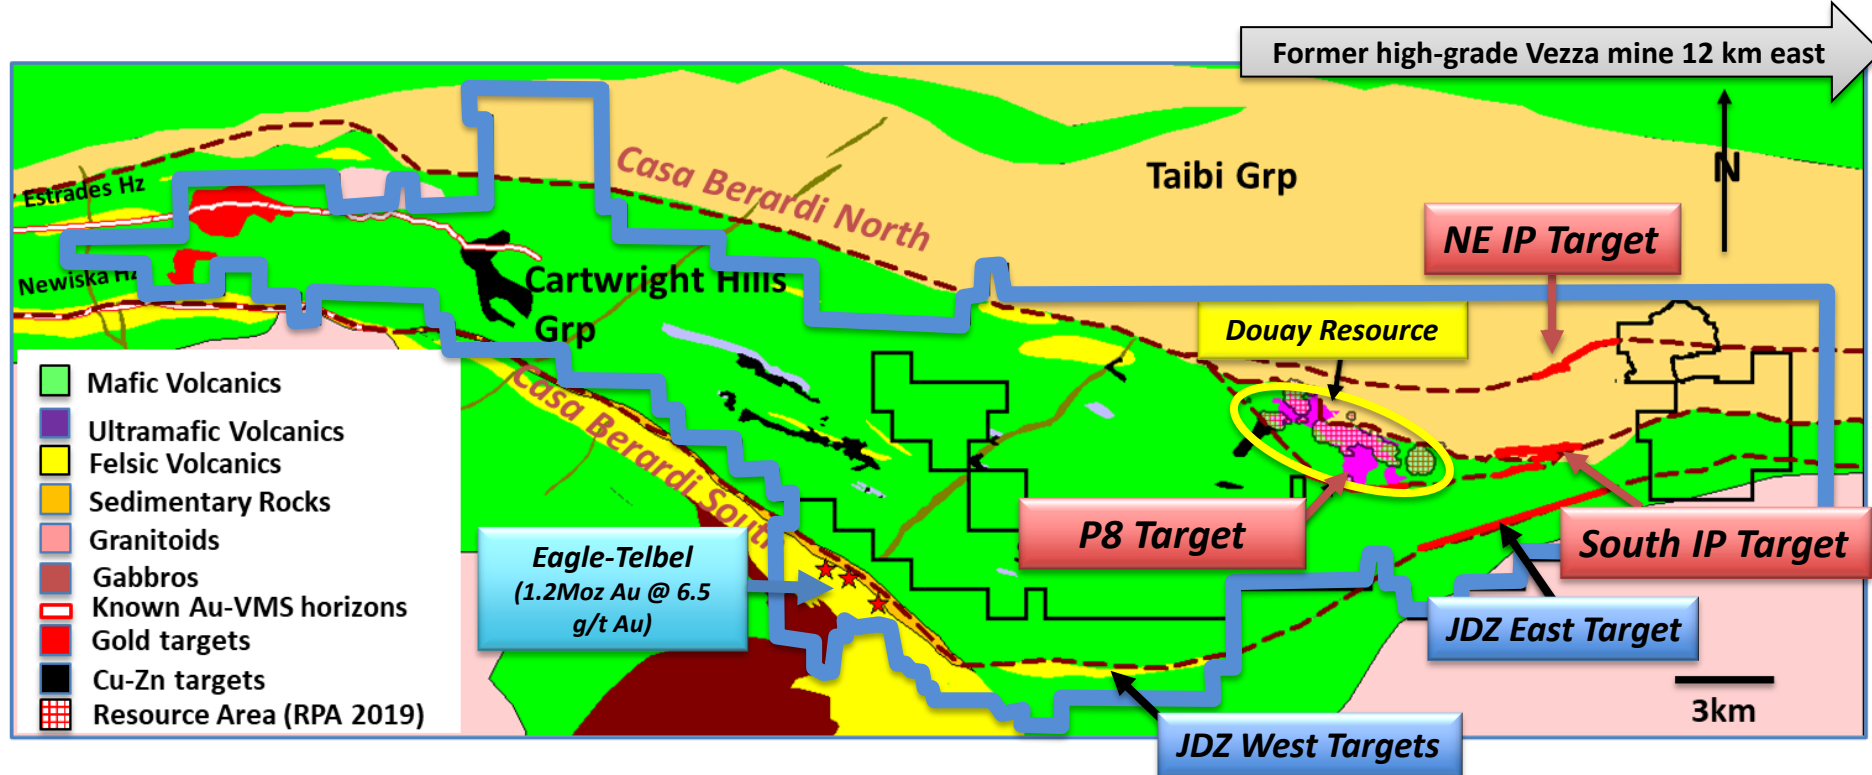 Former high-grade Vezza mine 12 km east
N
Taibi Grp
Casa Berardi North
Estrades Hz
Newiska Hz
NE IP Target
Cartwright Hills
Grp
Douay Resource
Mafic Volcanics
Ultramafic Volcanics
Felsic Volcanics
Sedimentary Rocks
Granitoids
Gabbros
Known Au-VMS horizons
Gold targets
Cu-Zn targets
Resource Area (RPA 2019)
Casa Berardi South
P8 Target
South IP Target
Eagle-Telbel
(1.2Moz Au @ 6.5
g/t Au)
JDZ East Target
JDZ West Targets
3km